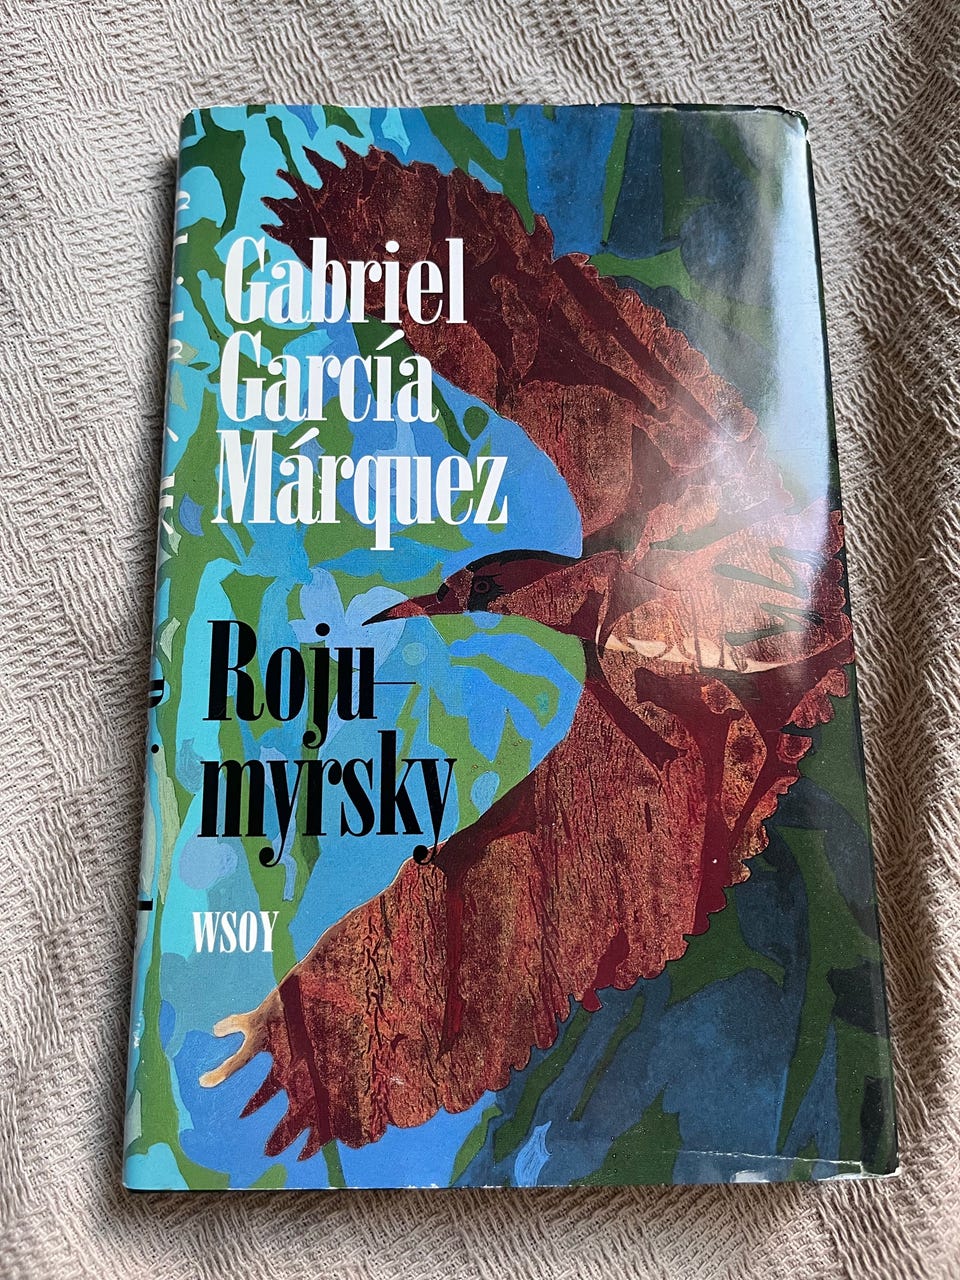 Gabriel
García
Márquez
Roju-
myrsky
WSOY